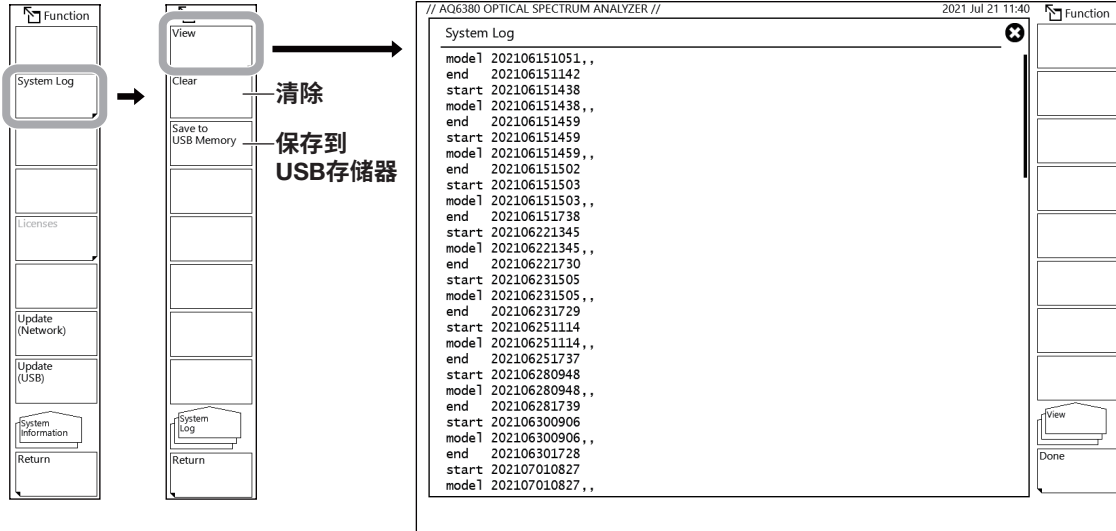 Function
System Log
Licenses
Update
(Network)
Update
(USB)
System
Information
Return
View
Clear
清除
Save to
USB Memory
保存到
USB存储器
System
Log
Return
// AQ6380 OPTICAL SPECTRUM ANALYZER //
2021 Jul 21 11:40
System Log
model 202106151051,,
end 202106151142
start 202106151438
model 202106151438,,
end 202106151459
start 202106151459
model 202106151459,,
end 202106151502
start 202106151503
model 202106151503,,
end 202106151738
start 202106221345
model 202106221345,,
end 202106221730
start 202106231505
model 202106231505,,
end 202106231729
start 202106251114
model 202106251114,,
end 202106251737
start 202106280948
model 202106280948,,
end 202106281739
start 202106300906
model 202106300906,,
end 202106301728
start 202107010827
model 202107010827,,
Function
View
Done